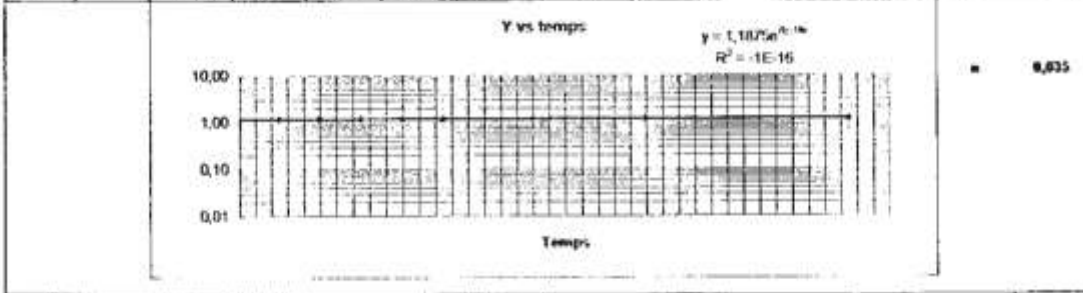 Y vs temps
y = 1,1875e
R² = -1E-16
10,00
1,00
0,10
0,01
Temps
0,035